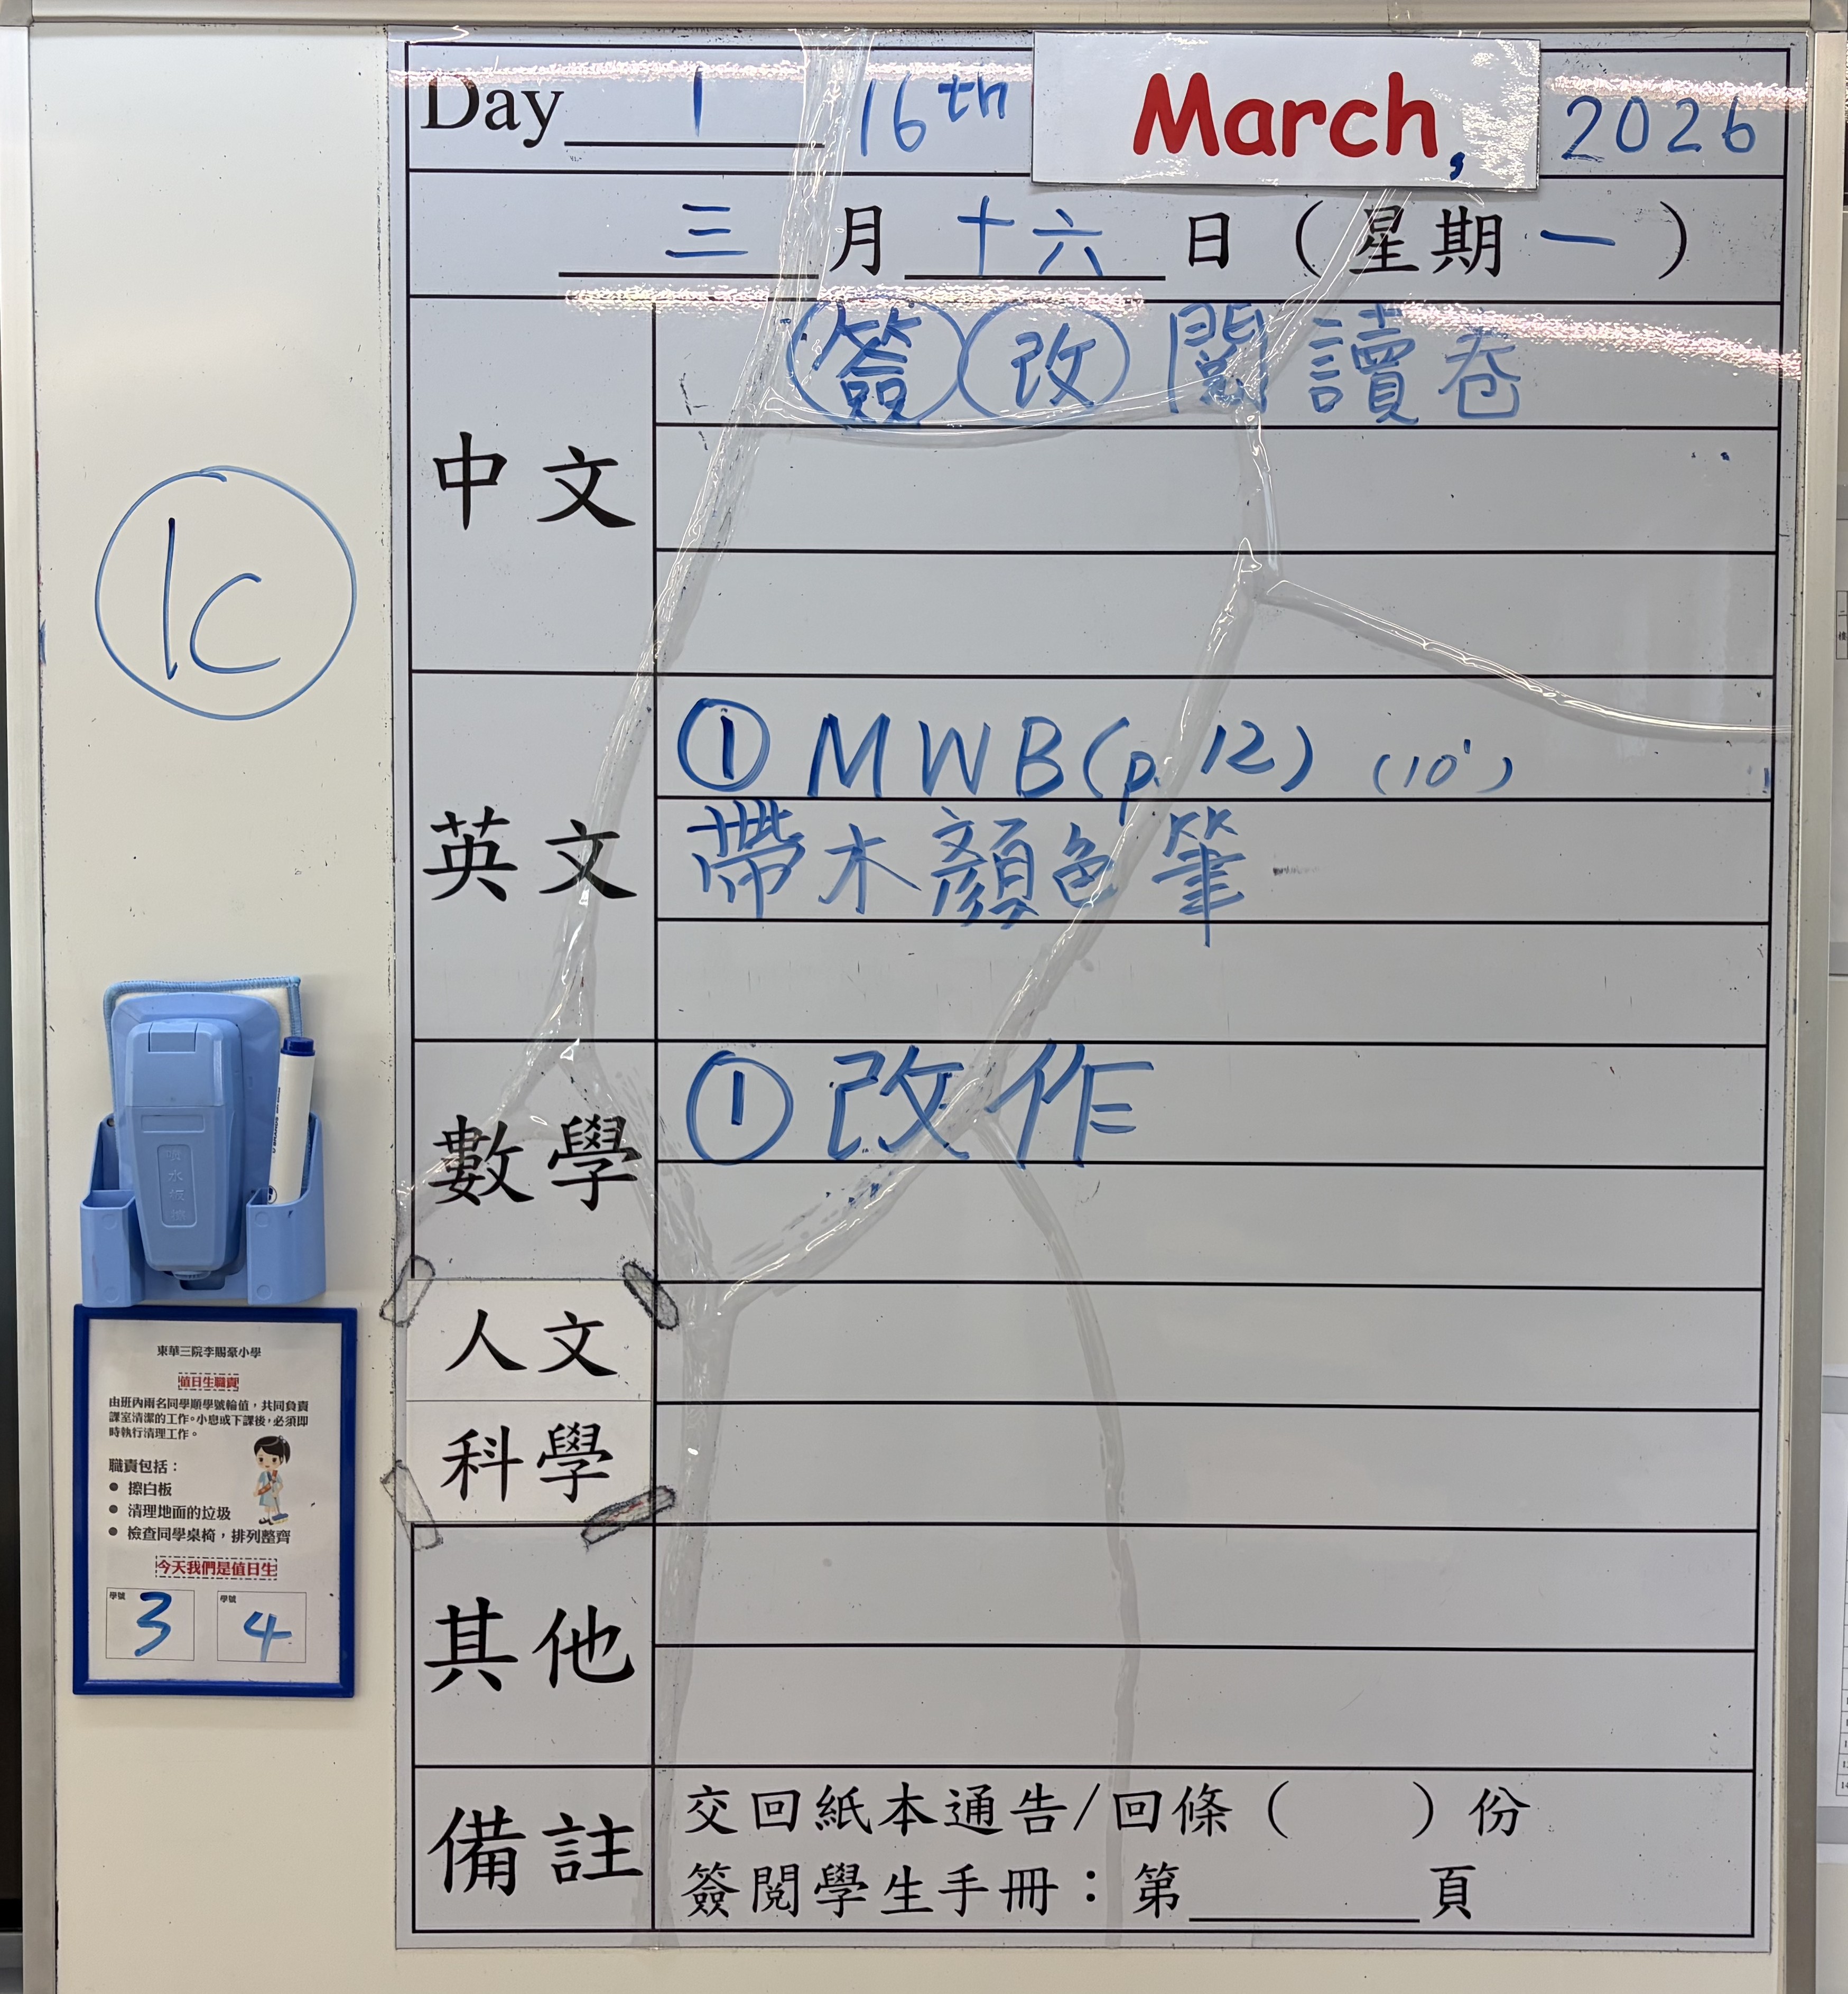 Day 1 16th March, 2026
三月十六日（星期一）
中文
簽 改 閱讀卷
1C
英文
① MWB(p.12) (10')
帶木顏色筆
數學
① 改作
人文
科學
其他
備註
交回紙本通告/回條（ ）份
簽閱學生手冊：第______頁
東華三院李賜豪小學
值日生職責
由班內兩名同學順學號輪值，共同負責
課室清潔的工作。小息或下課後，必須即
時執行清理工作。
職責包括：
● 擦白板
● 清理地面的垃圾
● 檢查同學桌椅，排列整齊
今天我們是值日生
學號 3 學號 4